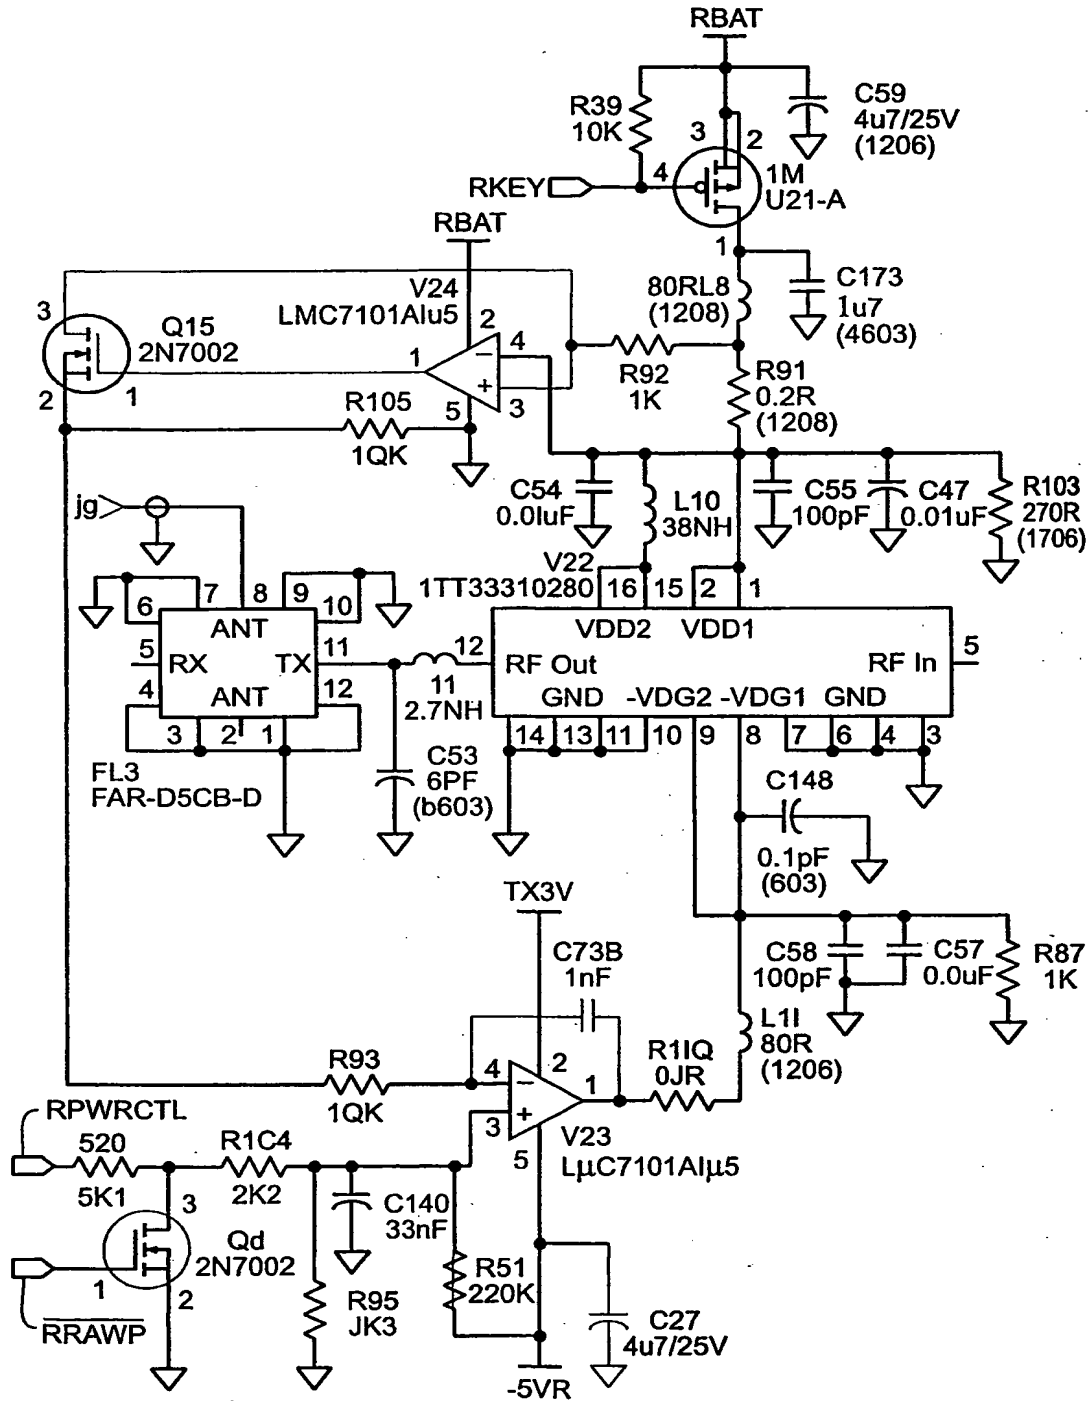 RBAT
R39
10K
C59
4u7/25V
(1206)
3
2
1M
U21-A
RKEY
4
1
RBAT
80RL8
(1208)
C173
1u7
(4603)
3
Q15
2N7002
V24
LMC7101AIu5
2
4
1
R92
1K
R91
0.2R
(1208)
2
1
R105
1QK
5
3
jg
C54
0.0IuF
L10
38NH
C55
100pF
C47
0.01uF
R103
270R
(1706)
V22
1TT33310280
16
15
2
1
7
8
9
6
10
ANT
VDD2
VDD1
5
RX
TX
11
12
RF Out
RF In
5
11
2.7NH
4
ANT
12
GND
-VDG2
-VDG1
GND
3
2
1
14
13
11
10
9
8
7
6
4
3
FL3
FAR-D5CB-D
C53
6PF
(b603)
C148
0.1pF
(603)
TX3V
C73B
1nF
C58
100pF
C57
0.0uF
R87
1K
L1I
80R
(1206)
R93
1QK
4
2
1
R1IQ
0JR
3
5
V23
LμC7101AIμ5
RPWRCTL
520
5K1
R1C4
2K2
3
C140
33nF
Qd
2N7002
1
2
R95
JK3
R51
220K
C27
4u7/25V
RRAWP
-5VR